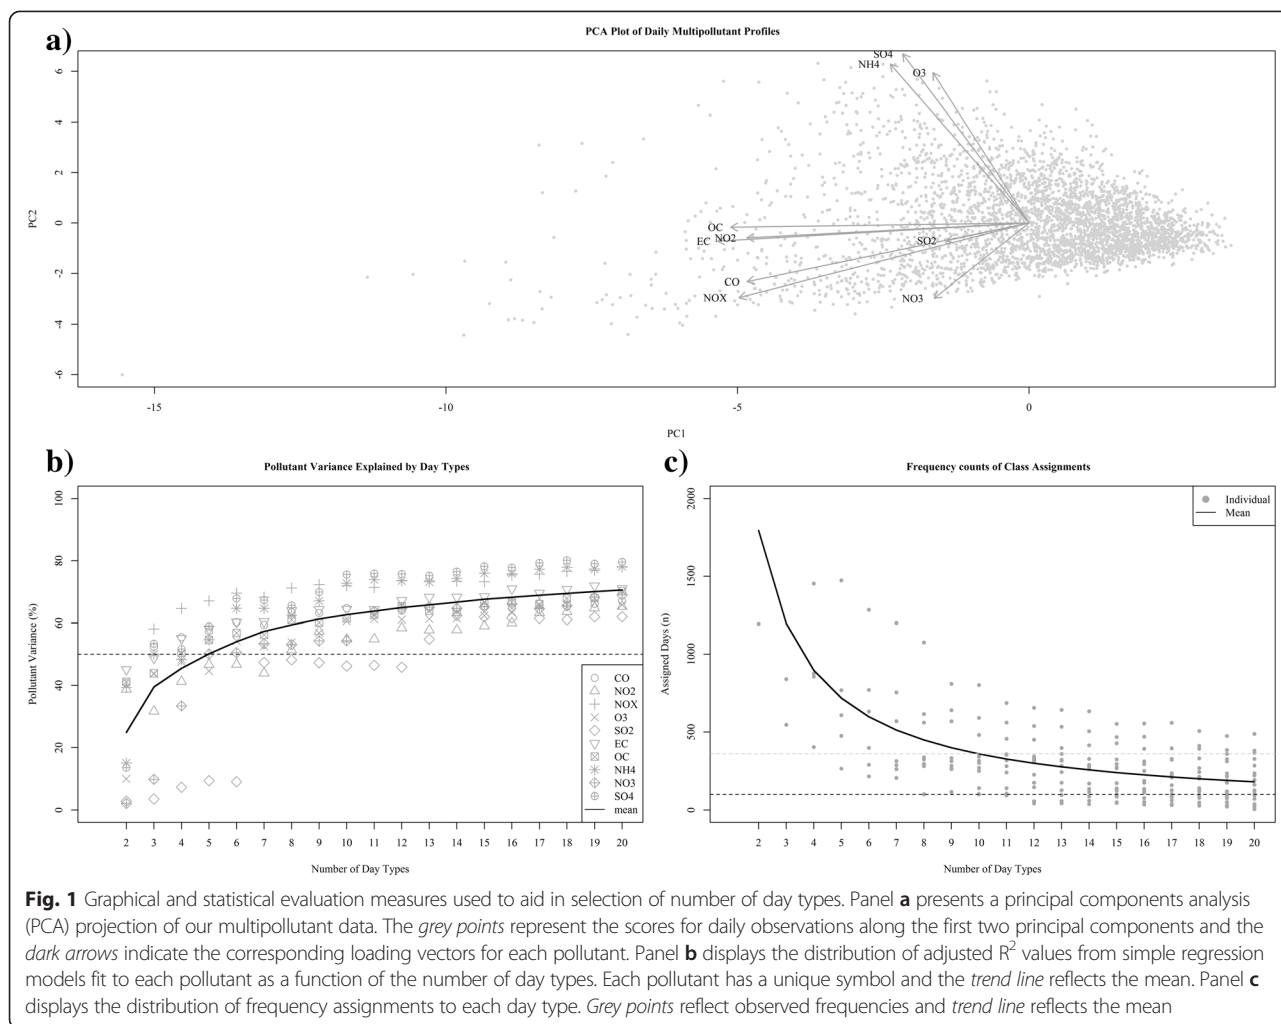 a)
PCA Plot of Daily Multipollutant Profiles
PC2
6
4
2
0
-2
-4
-6
SO4
NH4
O3
OC
NO2
EC
SO2
CO
NOX
NO3
-15
-10
-5
0
PC1
b)
Pollutant Variance Explained by Day Types
Pollutant Variance (%)
100
80
60
40
20
0
CO
NO2
NOX
O3
SO2
EC
OC
NH4
NO3
SO4
mean
2 3 4 5 6 7 8 9 10 11 12 13 14 15 16 17 18 19 20
Number of Day Types
c)
Frequency counts of Class Assignments
Assigned Days (n)
2000
1500
1000
500
0
Individual
Mean
2 3 4 5 6 7 8 9 10 11 12 13 14 15 16 17 18 19 20
Number of Day Types
Fig. 1 Graphical and statistical evaluation measures used to aid in selection of number of day types. Panel a presents a principal components analysis
(PCA) projection of our multipollutant data. The grey points represent the scores for daily observations along the first two principal components and the
dark arrows indicate the corresponding loading vectors for each pollutant. Panel b displays the distribution of adjusted R² values from simple regression
models fit to each pollutant as a function of the number of day types. Each pollutant has a unique symbol and the trend line reflects the mean. Panel c
displays the distribution of frequency assignments to each day type. Grey points reflect observed frequencies and trend line reflects the mean